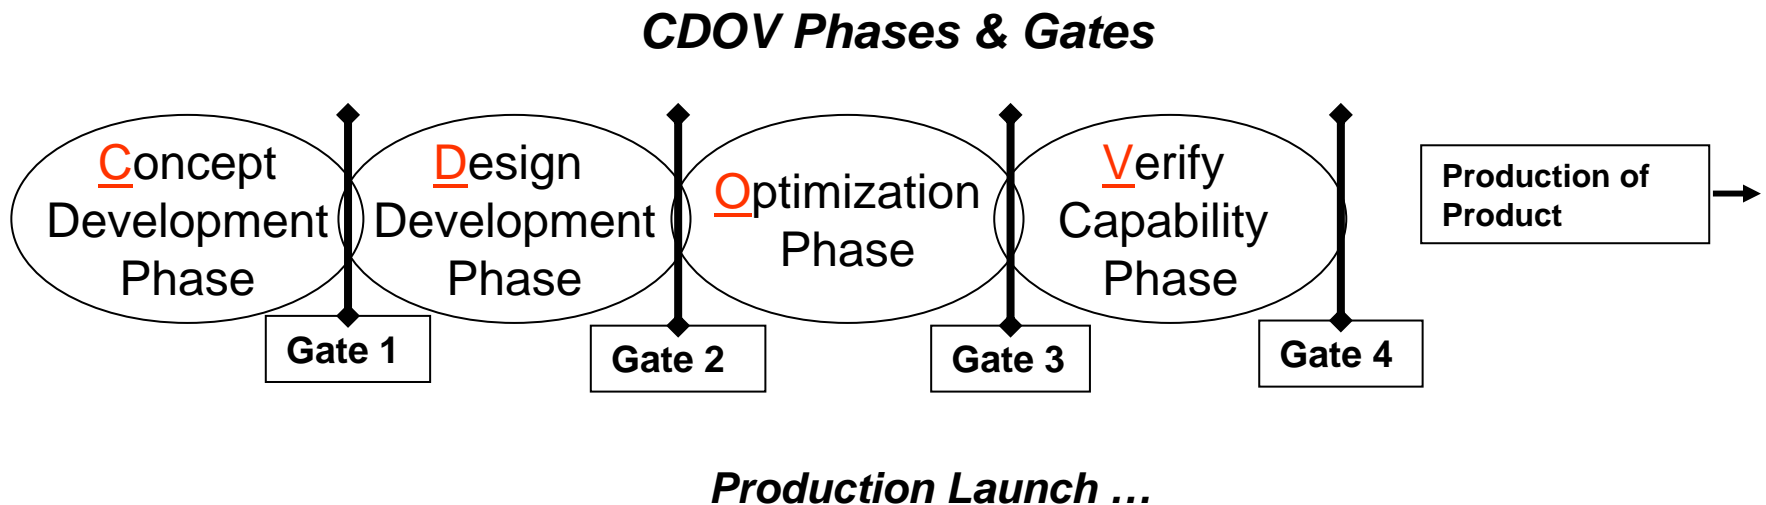 CDOV Phases & Gates
Concept
Development
Phase
Design
Development
Phase
Optimization
Phase
Verify
Capability
Phase
Production of
Product
Gate 1
Gate 2
Gate 3
Gate 4
Production Launch …